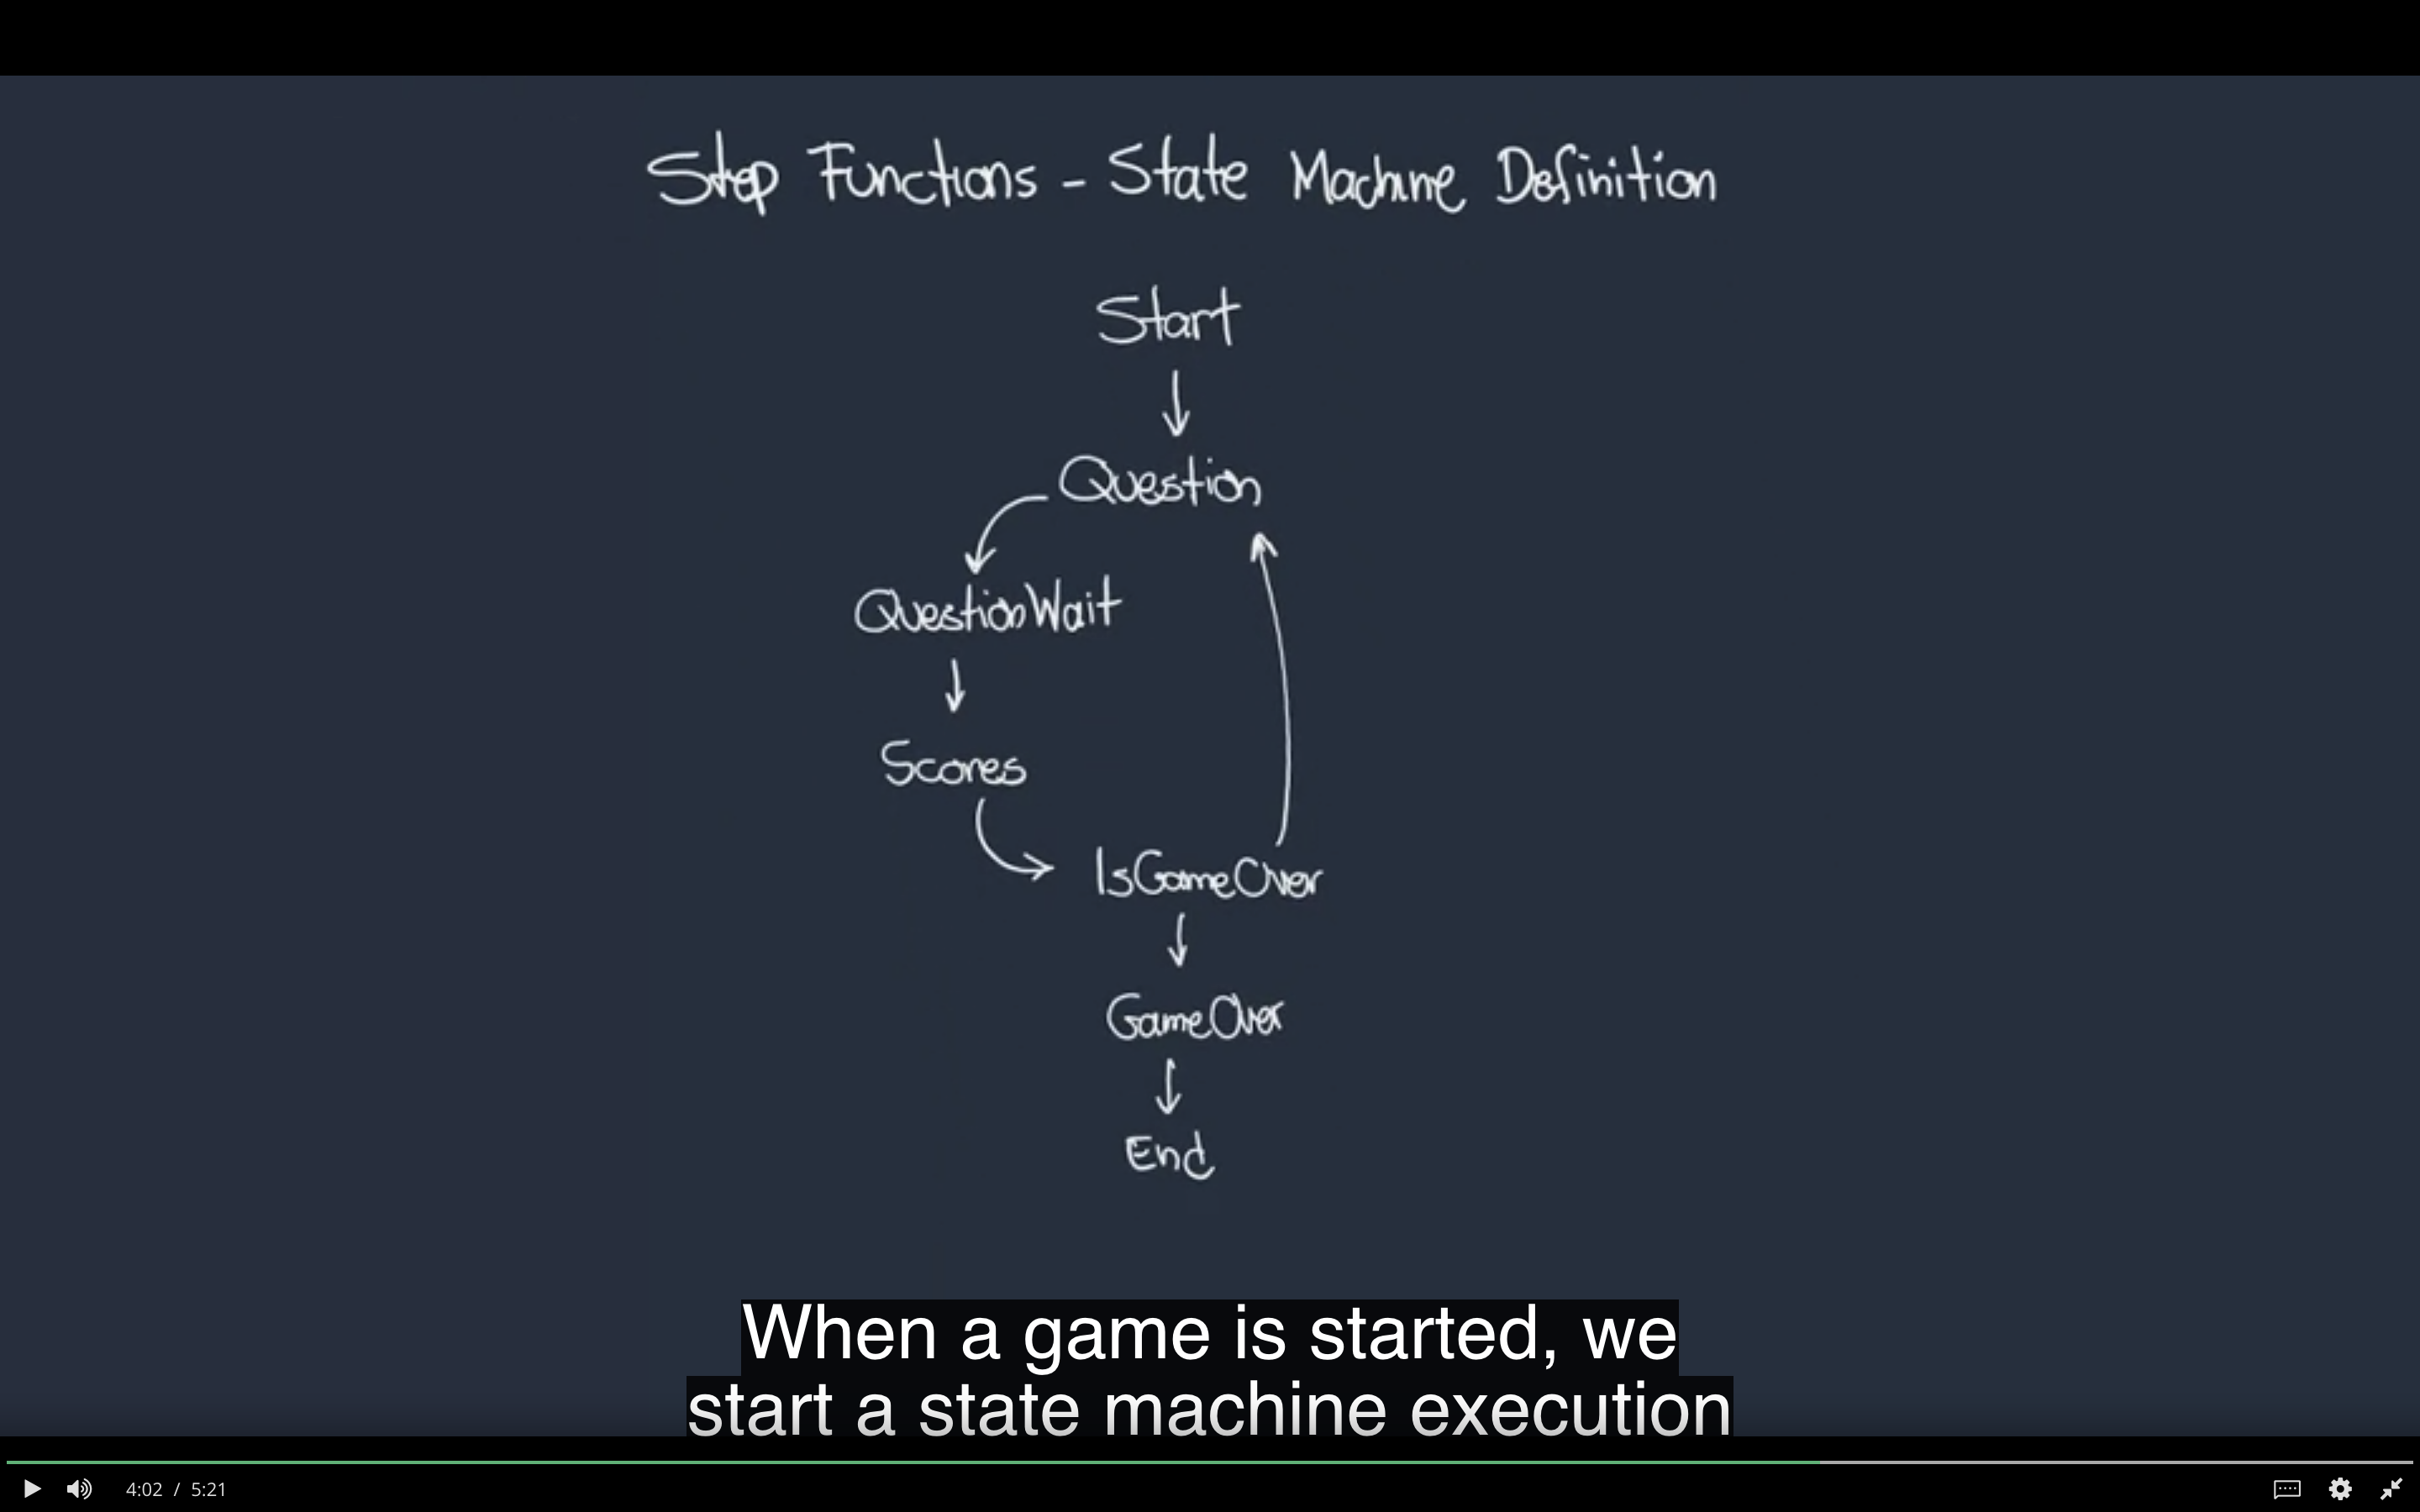 Step Functions - State Machine Definition
Start
Question
QuestionWait
Scores
IsGameOver
GameOver
End
When a game is started, we
start a state machine execution
4:02 / 5:21